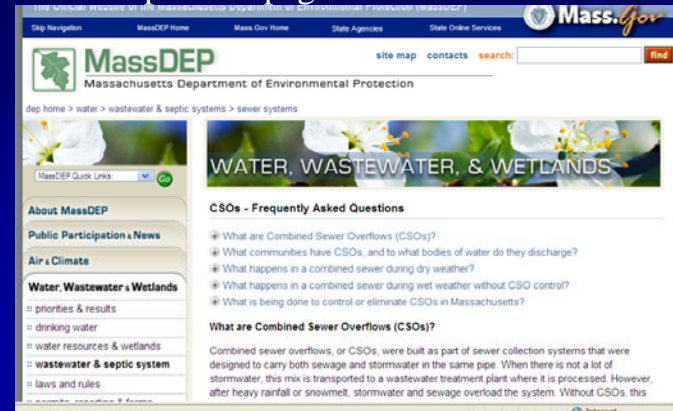 The Official Website of the Massachusetts Department of Environmental Protection (MassDEP)
Mass.Gov
Skip Navigation MassDEP Home Mass.Gov Home State Agencies State Online Services
MassDEP
site map contacts search: find
Massachusetts Department of Environmental Protection
dep home > water > wastewater & septic systems > sewer systems
MassDEP Quick Links: Go
WATER, WASTEWATER, & WETLANDS
About MassDEP
Public Participation & News
Air & Climate
Water, Wastewater & Wetlands
priorities & results
drinking water
water resources & wetlands
wastewater & septic system
laws and rules
CSOs - Frequently Asked Questions
What are Combined Sewer Overflows (CSOs)?
What communities have CSOs, and to what bodies of water do they discharge?
What happens in a combined sewer during dry weather?
What happens in a combined sewer during wet weather without CSO control?
What is being done to control or eliminate CSOs in Massachusetts?
What are Combined Sewer Overflows (CSOs)?
Combined sewer overflows, or CSOs, were built as part of sewer collection systems that were
designed to carry both sewage and stormwater in the same pipe. When there is not a lot of
stormwater, this mix is transported to a wastewater treatment plant where it is processed. However,
after heavy rainfall or snowmelt, stormwater and sewage overload the system. Without CSOs, this